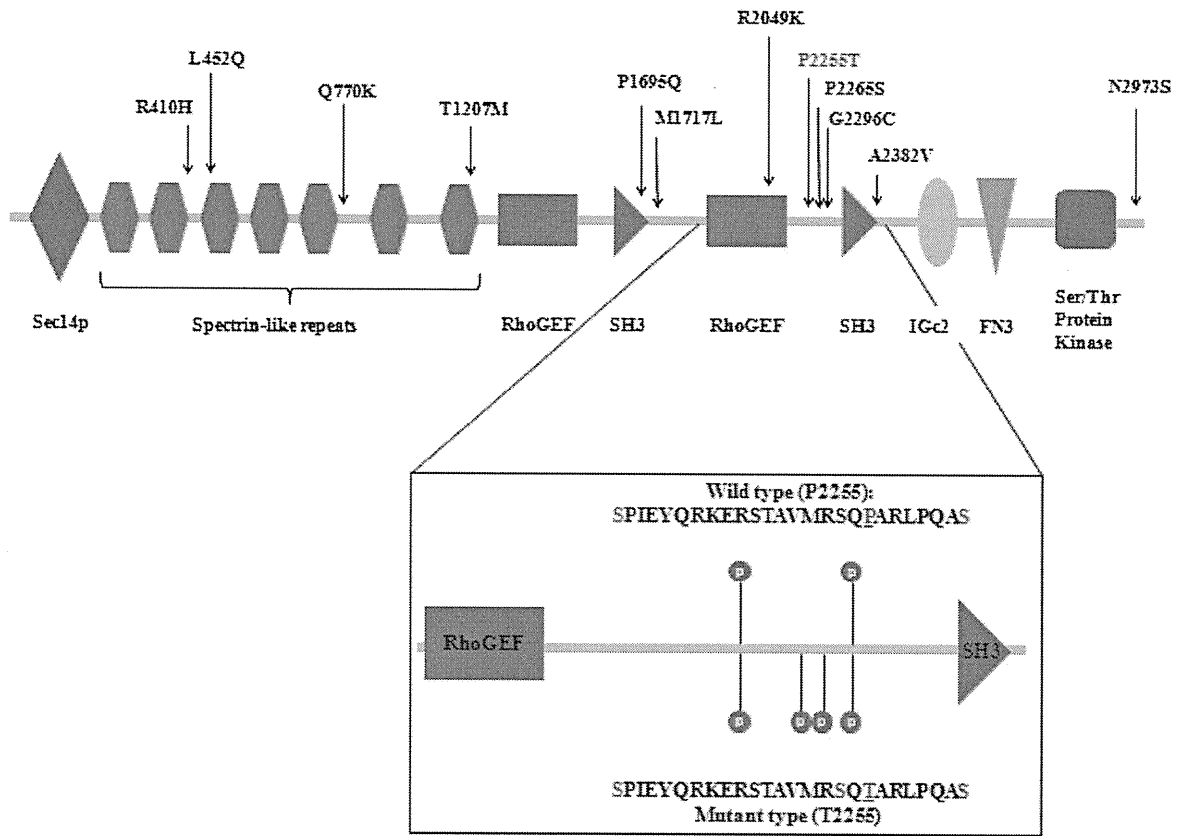 R2049K
L452Q
P2255T
Q770K
P1695Q
P2265S
N2973S
R410H
T1207M
M1717L
G2296C
A2382V
Sec14p
Spectrin-like repeats
RhoGEF
SH3
RhoGEF
SH3
IGc2
FN3
Ser/Thr
Protein
Kinase
Wild type (P2255):
SPIEYQRKERSTAVMRSQPARLPQAS
P P
RhoGEF
SH3
P P P P
SPIEYQRKERSTAVMRSQTARLPQAS
Mutant type (T2255)